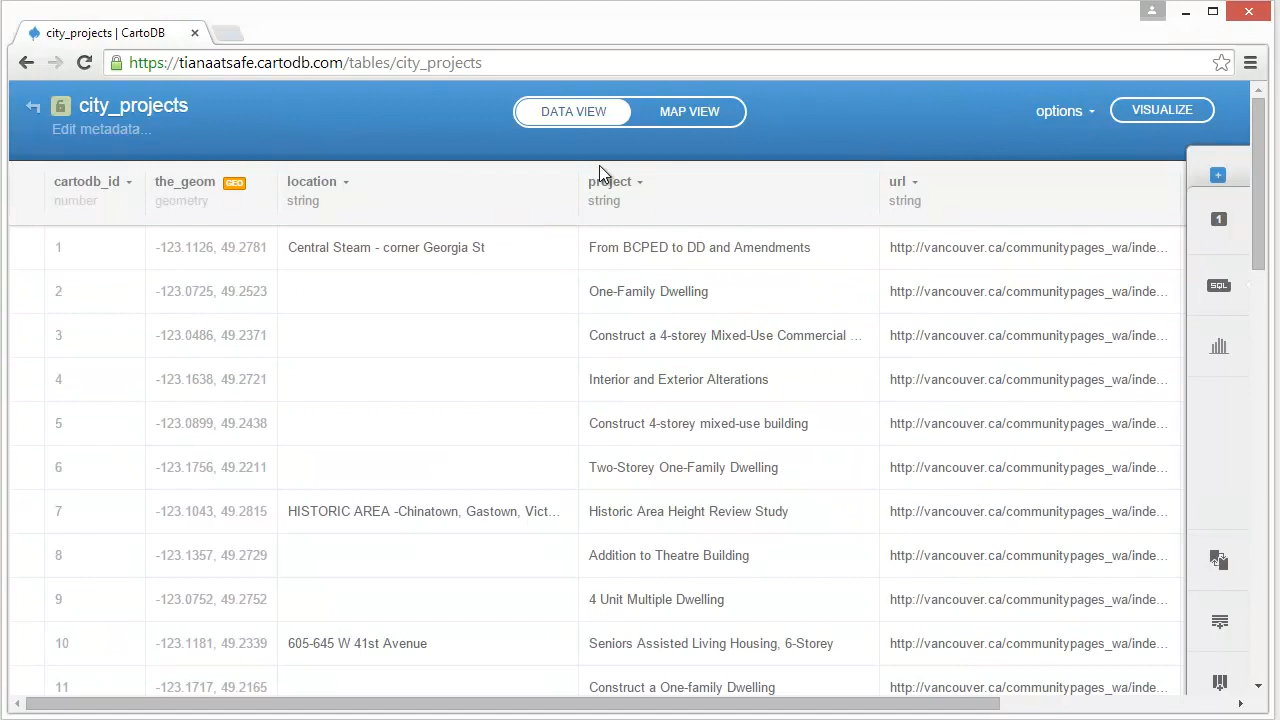 city_projects | CartoDB
https://tianaatsafe.cartodb.com/tables/city_projects
city_projects
Edit metadata...
DATA VIEW MAP VIEW
options VISUALIZE
cartodb_id the_geom GEO location project url
number geometry string string string
1 -123.1126, 49.2781 Central Steam - corner Georgia St From BCPED to DD and Amendments http://vancouver.ca/communitypages_wa/inde...
2 -123.0725, 49.2523 One-Family Dwelling http://vancouver.ca/communitypages_wa/inde...
3 -123.0486, 49.2371 Construct a 4-storey Mixed-Use Commercial ... http://vancouver.ca/communitypages_wa/inde...
4 -123.1638, 49.2721 Interior and Exterior Alterations http://vancouver.ca/communitypages_wa/inde...
5 -123.0899, 49.2438 Construct 4-storey mixed-use building http://vancouver.ca/communitypages_wa/inde...
6 -123.1756, 49.2211 Two-Storey One-Family Dwelling http://vancouver.ca/communitypages_wa/inde...
7 -123.1043, 49.2815 HISTORIC AREA -Chinatown, Gastown, Vict... Historic Area Height Review Study http://vancouver.ca/communitypages_wa/inde...
8 -123.1357, 49.2729 Addition to Theatre Building http://vancouver.ca/communitypages_wa/inde...
9 -123.0752, 49.2752 4 Unit Multiple Dwelling http://vancouver.ca/communitypages_wa/inde...
10 -123.1181, 49.2339 605-645 W 41st Avenue Seniors Assisted Living Housing, 6-Storey http://vancouver.ca/communitypages_wa/inde...
11 -123.1717, 49.2165 Construct a One-family Dwelling http://vancouver.ca/communitypages_wa/inde...
1
SQL